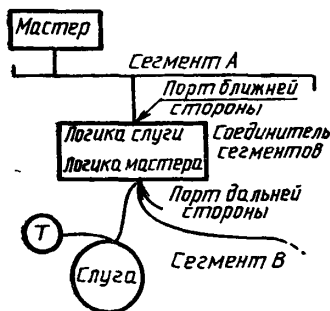 Мастер
Сегмент А
Порт ближней
стороны
Логика слуги
Логика мастера
Соединитель
сегментов
Порт дальней
стороны
Т
Слуга
Сегмент В